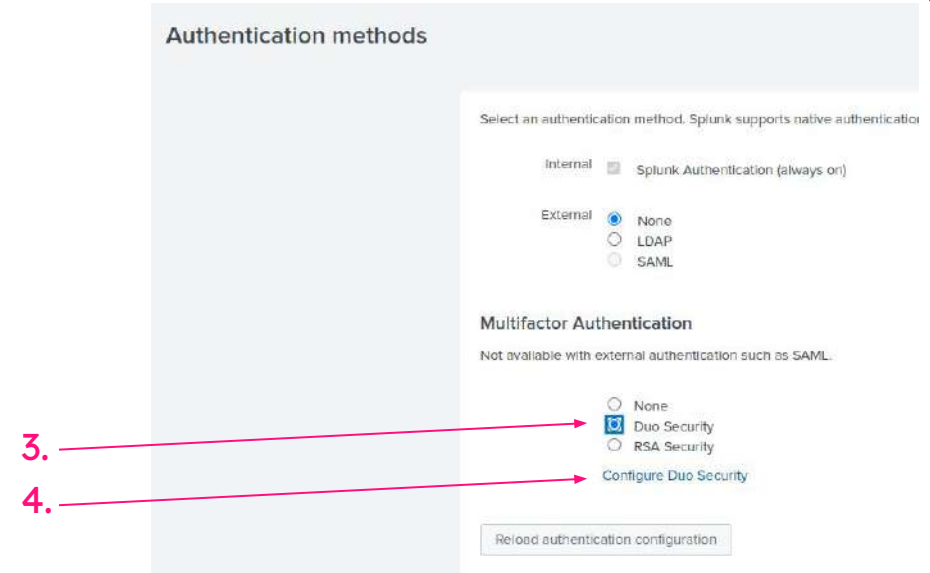 Authentication methods
Select an authentication method. Splunk supports native authentication
Internal
Splunk Authentication (always on)
External
None
LDAP
SAML
Multifactor Authentication
Not available with external authentication such as SAML.
None
3.
Duo Security
RSA Security
4.
Configure Duo Security
Reload authentication configuration